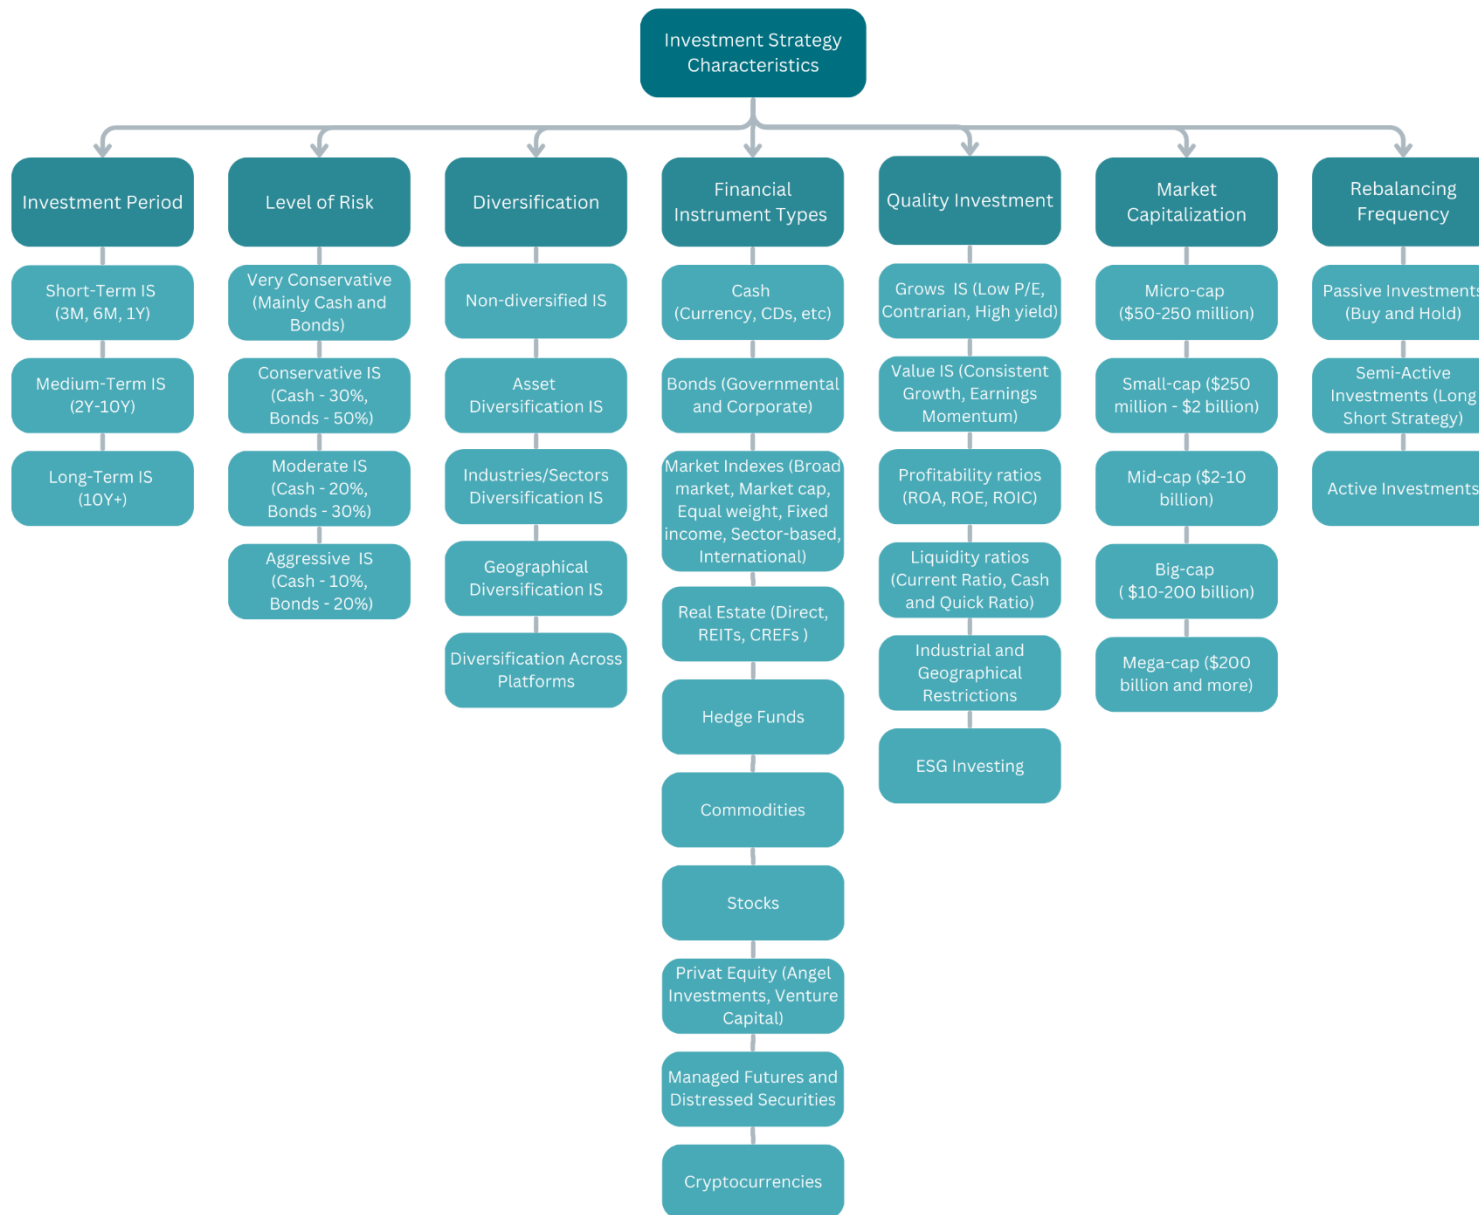 Investment Strategy
Characteristics
Investment Period
Short-Term IS
(3M, 6M, 1Y)
Medium-Term IS
(2Y-10Y)
Long-Term IS
(10Y+)
Level of Risk
Very Conservative
(Mainly Cash and
Bonds)
Conservative IS
(Cash - 30%,
Bonds - 50%)
Moderate IS
(Cash - 20%,
Bonds - 30%)
Aggressive  IS
(Cash - 10%,
Bonds - 20%)
Diversification
Non-diversified IS
Asset
Diversification IS
Industries/Sectors
Diversification IS
Geographical
Diversification IS
Diversification Across
Platforms
Financial
Instrument Types
Cash
(Currency, CDs, etc)
Bonds (Governmental
and Corporate)
Market Indexes (Broad
market, Market cap,
Equal weight, Fixed
income, Sector-based,
International)
Real Estate (Direct,
REITs, CREFs )
Hedge Funds
Commodities
Stocks
Privat Equity (Angel
Investments, Venture
Capital)
Managed Futures and
Distressed Securities
Cryptocurrencies
Quality Investment
Grows  IS (Low P/E,
Contrarian, High yield)
Value IS (Consistent
Growth, Earnings
Momentum)
Profitability ratios
(ROA, ROE, ROIC)
Liquidity ratios
(Current Ratio, Cash
and Quick Ratio)
Industrial and
Geographical
Restrictions
ESG Investing
Market
Capitalization
Micro-cap
($50-250 million)
Small-cap ($250
million - $2 billion)
Mid-cap ($2-10
billion)
Big-cap
( $10-200 billion)
Mega-cap ($200
billion and more)
Rebalancing
Frequency
Passive Investments
(Buy and Hold)
Semi-Active
Investments (Long
Short Strategy)
Active Investments